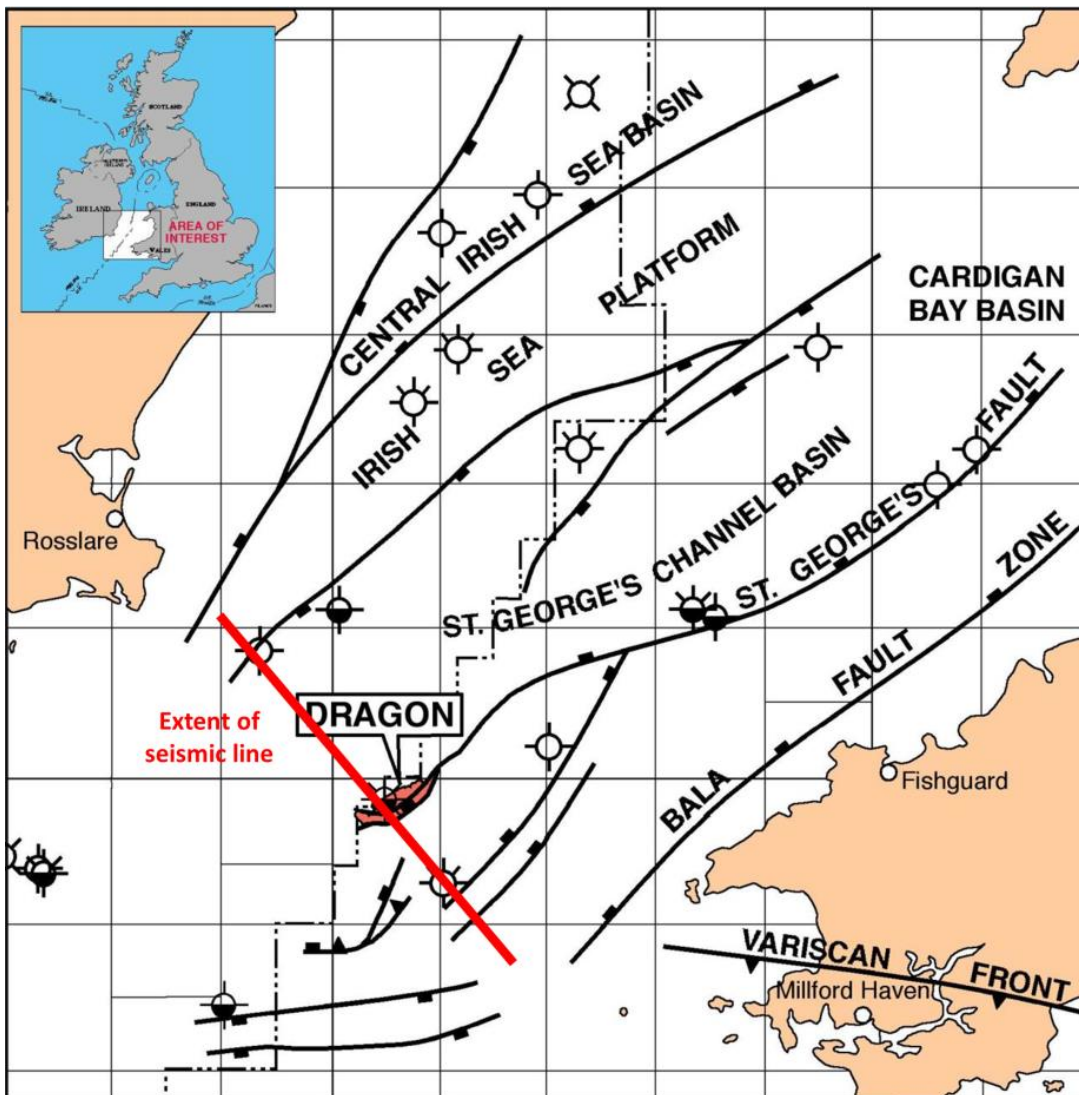 SCOTLAND
IRELAND
ENGLAND
WALES
AREA OF
INTEREST
FRANCE
CENTRAL IRISH SEA BASIN
IRISH SEA PLATFORM
CARDIGAN
BAY BASIN
ST. GEORGE'S CHANNEL BASIN
ST. GEORGE'S FAULT
Rosslare
DRAGON
Extent of
seismic line
BALA FAULT ZONE
Fishguard
VARISCAN FRONT
Millford Haven